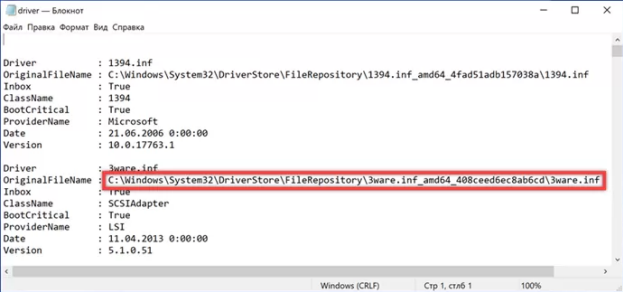 driver — Блокнот
Файл Правка Формат Вид Справка
Driver : 1394.inf
OriginalFileName : C:\Windows\System32\DriverStore\FileRepository\1394.inf_amd64_4fad51adb157038a\1394.inf
Inbox : True
ClassName : 1394
BootCritical : True
ProviderName : Microsoft
Date : 21.06.2006 0:00:00
Version : 10.0.17763.1
Driver : 3ware.inf
OriginalFileName : C:\Windows\System32\DriverStore\FileRepository\3ware.inf_amd64_408ceed6ec8ab6cd\3ware.inf
Inbox : True
ClassName : SCSIAdapter
BootCritical : True
ProviderName : LSI
Date : 11.04.2013 0:00:00
Version : 5.1.0.51
Windows (CRLF) Стр 1, стлб 1 100%